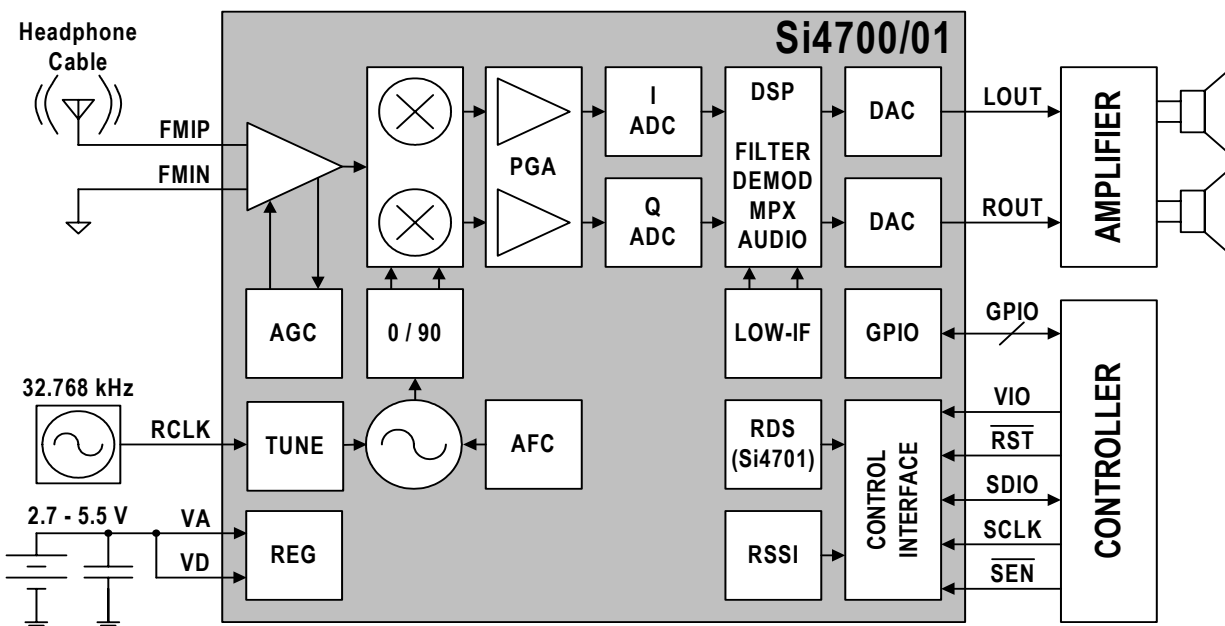 Si4700/01
Headphone
Cable
FMIP
FMIN
PGA
I
ADC
Q
ADC
DSP
FILTER
DEMOD
MPX
AUDIO
DAC
DAC
LOUT
ROUT
AMPLIFIER
AGC
0 / 90
LOW-IF
GPIO
GPIO
32.768 kHz
RCLK
TUNE
AFC
RDS
(Si4701)
CONTROL
INTERFACE
VIO
RST
SDIO
SCLK
SEN
CONTROLLER
2.7 - 5.5 V
VA
VD
REG
RSSI